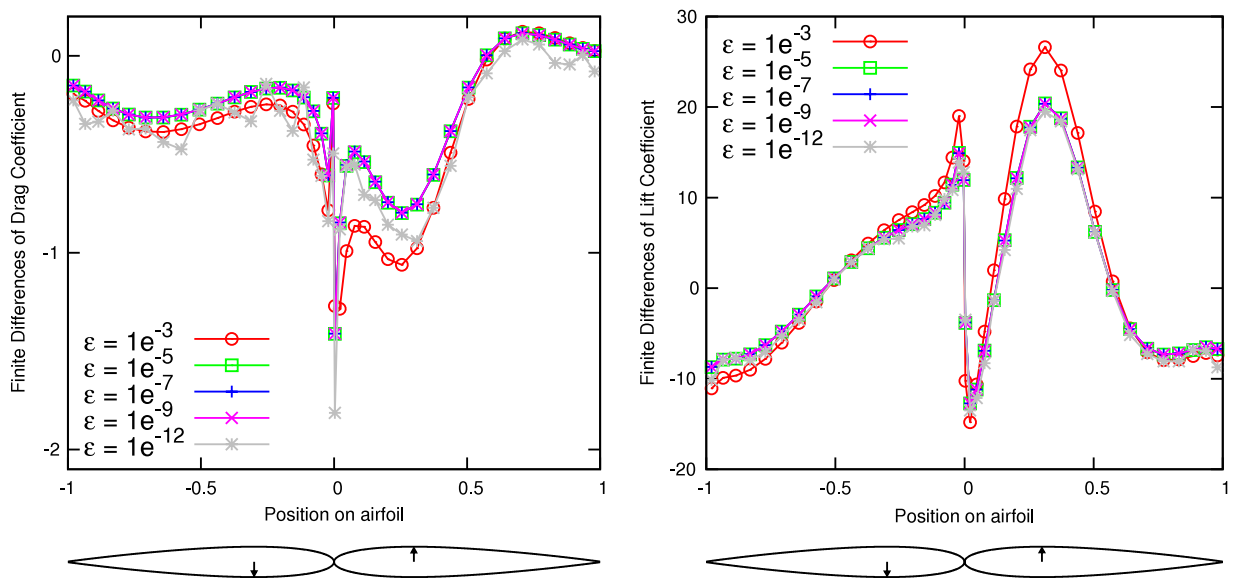 0
-1
-2
-1
-0.5
0
0.5
1
Finite Differences of Drag Coefficient
Position on airfoil
ε = 1e^-3
ε = 1e^-5
ε = 1e^-7
ε = 1e^-9
ε = 1e^-12
30
20
10
0
-10
-20
-1
-0.5
0
0.5
1
Finite Differences of Lift Coefficient
Position on airfoil
ε = 1e^-3
ε = 1e^-5
ε = 1e^-7
ε = 1e^-9
ε = 1e^-12